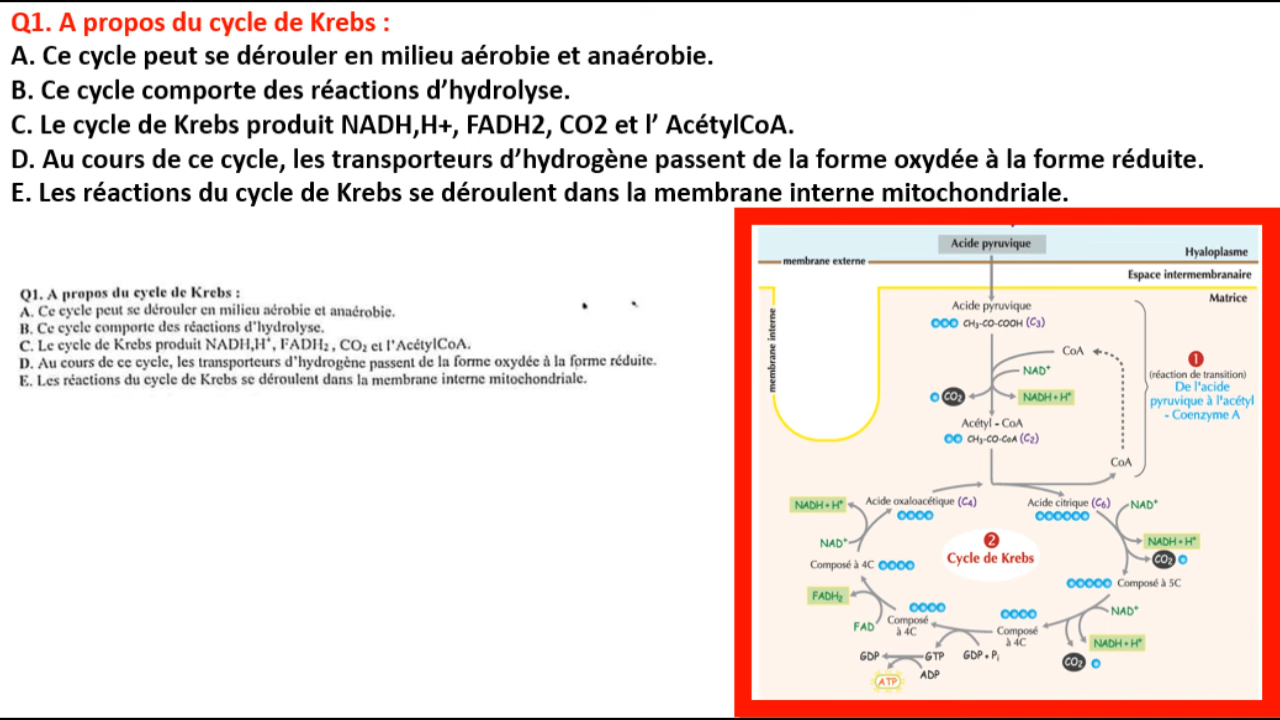 Q1. A propos du cycle de Krebs :
A. Ce cycle peut se dérouler en milieu aérobie et anaérobie.
B. Ce cycle comporte des réactions d’hydrolyse.
C. Le cycle de Krebs produit NADH,H+, FADH2, CO2 et l’ AcétylCoA.
D. Au cours de ce cycle, les transporteurs d’hydrogène passent de la forme oxydée à la forme réduite.
E. Les réactions du cycle de Krebs se déroulent dans la membrane interne mitochondriale.
Q1. A propos du cycle de Krebs :
A. Ce cycle peut se dérouler en milieu aérobie et anaérobie.
B. Ce cycle comporte des réactions d’hydrolyse.
C. Le cycle de Krebs produit NADH,H⁺, FADH₂, CO₂ et l’AcétylCoA.
D. Au cours de ce cycle, les transporteurs d’hydrogène passent de la forme oxydée à la forme réduite.
E. Les réactions du cycle de Krebs se déroulent dans la membrane interne mitochondriale.
Acide pyruvique
Hyaloplasme
membrane externe
Espace intermembranaire
Matrice
membrane interne
Acide pyruvique
CH₃-CO-COOH (C₃)
CoA
NAD⁺
CO₂
NADH + H⁺
1
(réaction de transition)
De l'acide
pyruvique à l'acétyl
- Coenzyme A
Acétyl - CoA
CH₃-CO-CoA (C₂)
CoA
NADH + H⁺
Acide oxaloacétique (C₄)
Acide citrique (C₆)
NAD⁺
NAD⁺
2
Cycle de Krebs
NADH + H⁺
CO₂
Composé à 4C
Composé à 5C
FADH₂
FAD
Composé
à 4C
Composé
à 4C
NAD⁺
NADH + H⁺
CO₂
GDP
GTP
GDP + Pᵢ
ATP
ADP